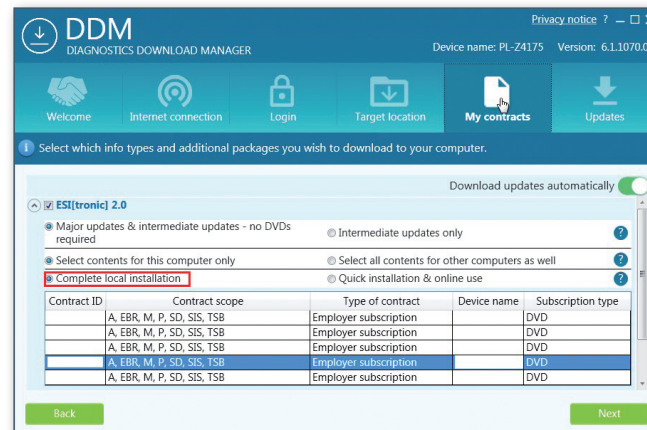 Privacy notice ?
DDM
DIAGNOSTICS DOWNLOAD MANAGER
Device name: PL-Z4175 Version: 6.1.1070.0
Welcome Internet connection Login Target location My contracts Updates
i Select which info types and additional packages you wish to download to your computer.
Download updates automatically
ESI[tronic] 2.0
Major updates & intermediate updates - no DVDs required Intermediate updates only ?
Select contents for this computer only Select all contents for other computers as well ?
Complete local installation Quick installation & online use ?
Contract ID Contract scope Type of contract Device name Subscription type
A, EBR, M, P, SD, SIS, TSB Employer subscription DVD
A, EBR, M, P, SD, SIS, TSB Employer subscription DVD
A, EBR, M, P, SD, SIS, TSB Employer subscription DVD
A, EBR, M, P, SD, SIS, TSB Employer subscription DVD
A, EBR, M, P, SD, SIS, TSB Employer subscription DVD
Back Next